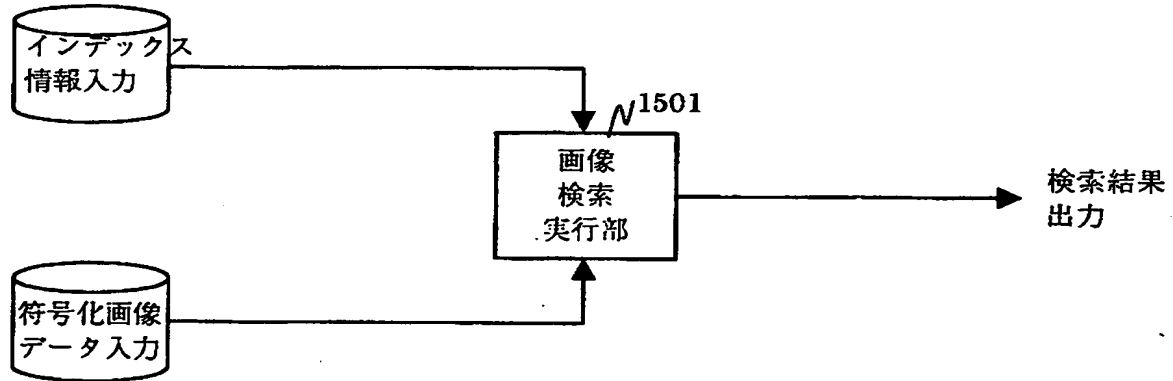 インデックス
情報入力
1501
画像
検索
実行部
検索結果
出力
符号化画像
データ入力